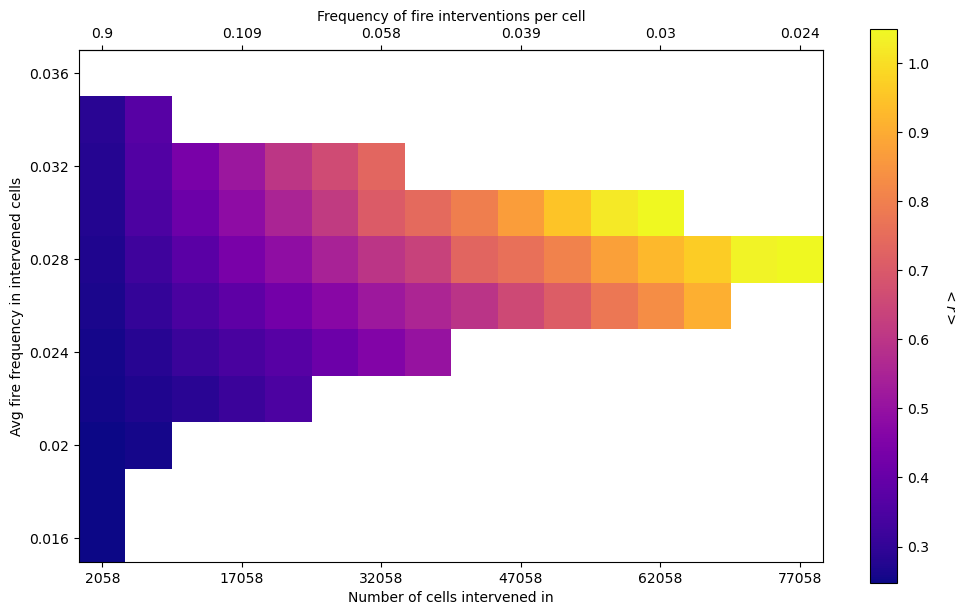 Frequency of fire interventions per cell
0.9 0.109 0.058 0.039 0.03 0.024
0.036
0.032
0.028
0.024
0.02
0.016
Avg fire frequency in intervened cells
2058 17058 32058 47058 62058 77058
Number of cells intervened in
1.0
0.9
0.8
0.7
0.6
0.5
0.4
0.3
<r>